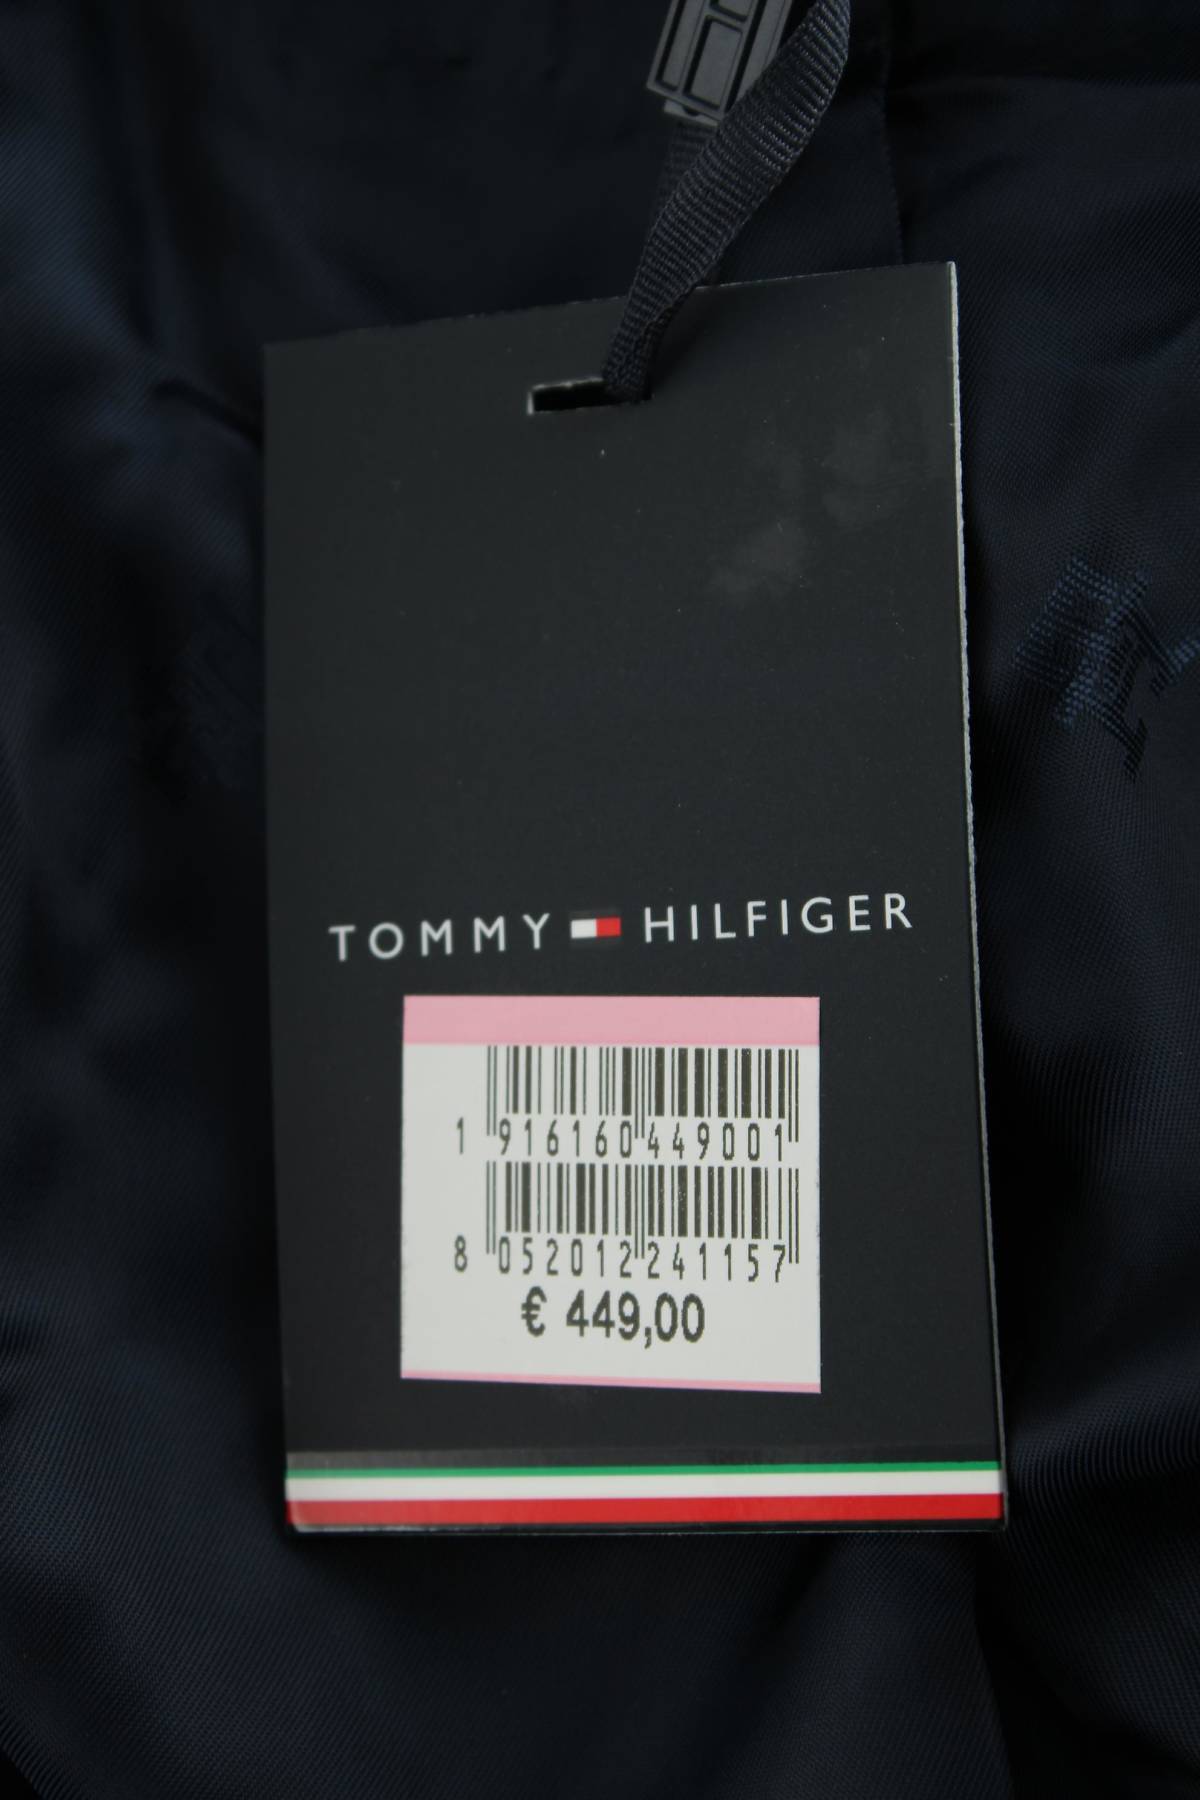 TOMMY HILFIGER
1 916160 449001
8 052012 241157
€ 449,00